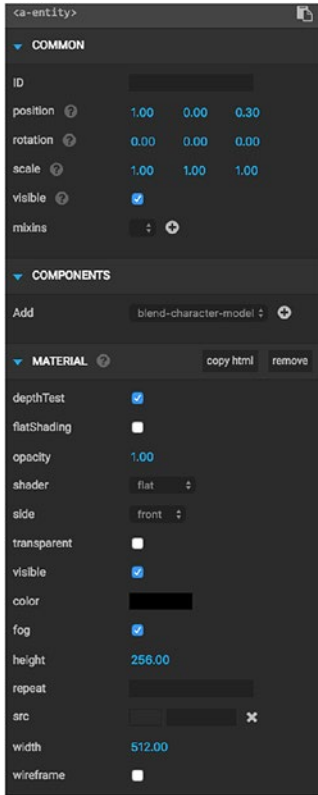 <a-entity>
COMMON
ID
position 1.00 0.00 0.30
rotation 0.00 0.00 0.00
scale 1.00 1.00 1.00
visible
mixins
COMPONENTS
Add blend-character-model
MATERIAL copy html remove
depthTest
flatShading
opacity 1.00
shader flat
side front
transparent
visible
color
fog
height 256.00
repeat
src
width 512.00
wireframe